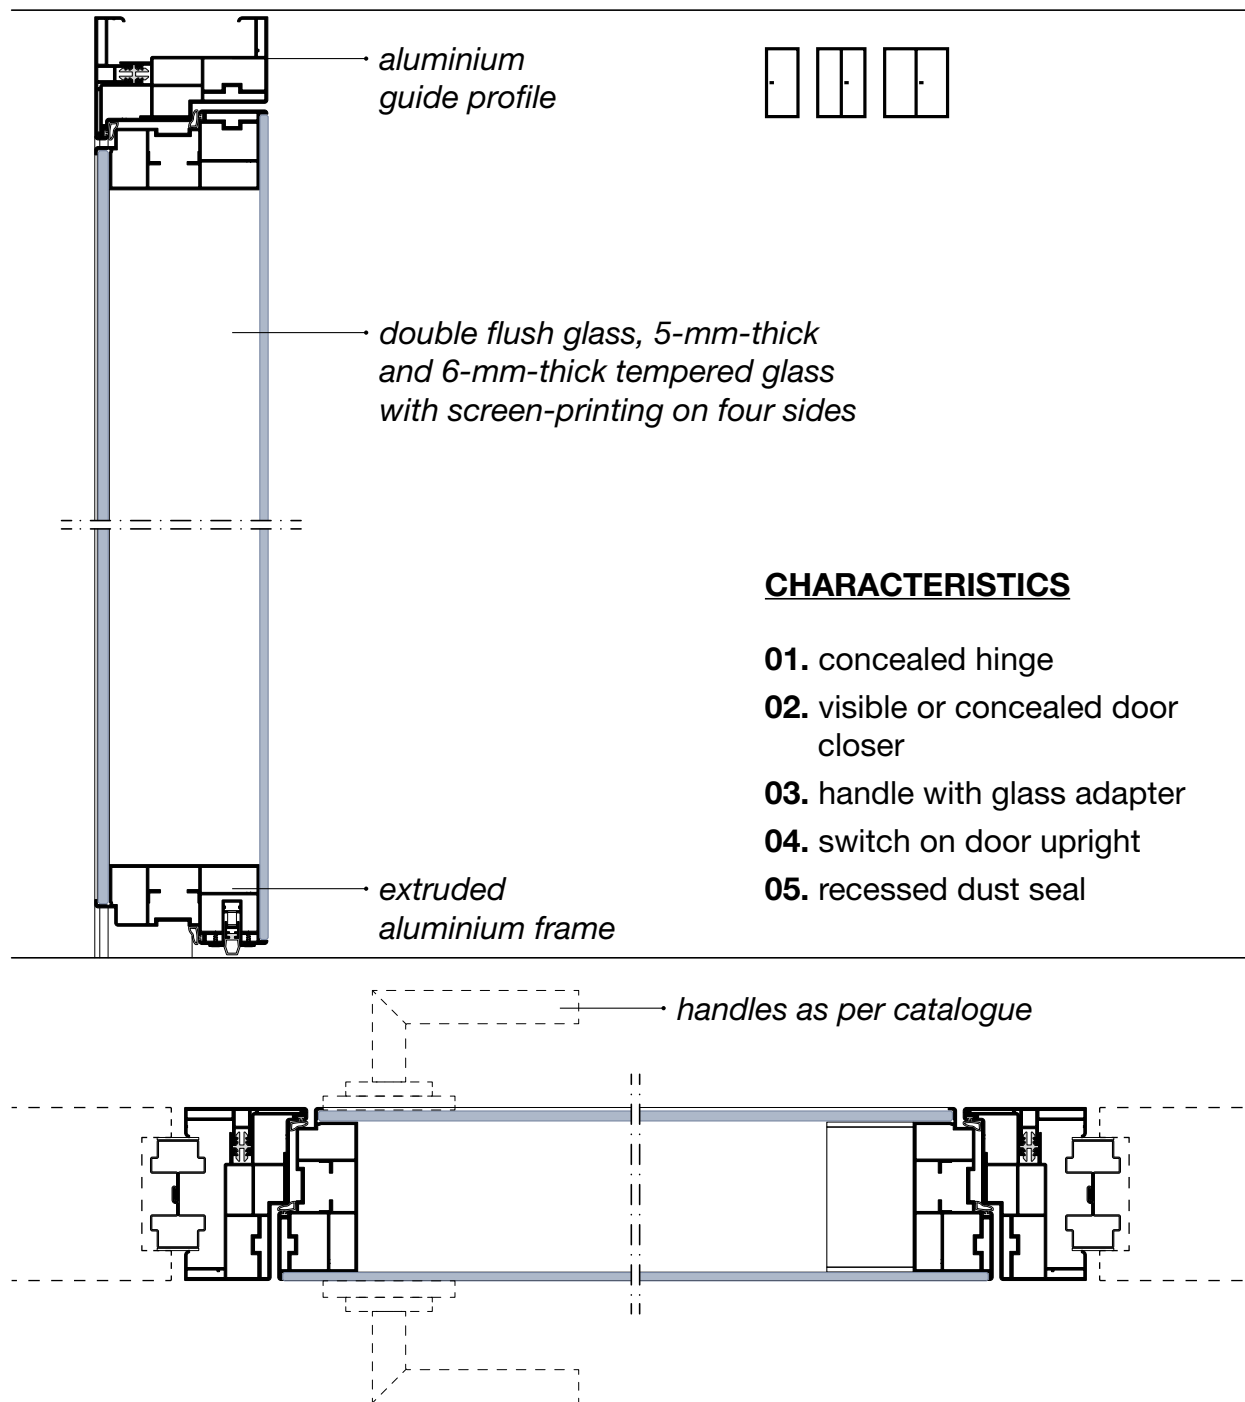 aluminium
guide profile
double flush glass, 5-mm-thick
and 6-mm-thick tempered glass
with screen-printing on four sides
CHARACTERISTICS
01. concealed hinge
02. visible or concealed door
closer
03. handle with glass adapter
04. switch on door upright
05. recessed dust seal
extruded
aluminium frame
handles as per catalogue